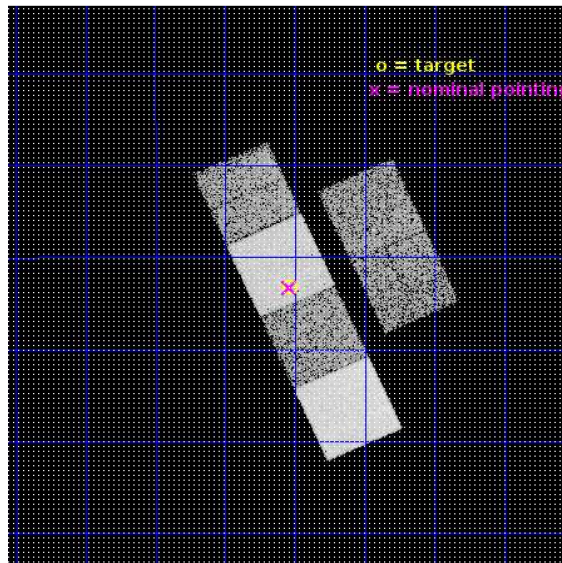 o = target
x = nominal pointing